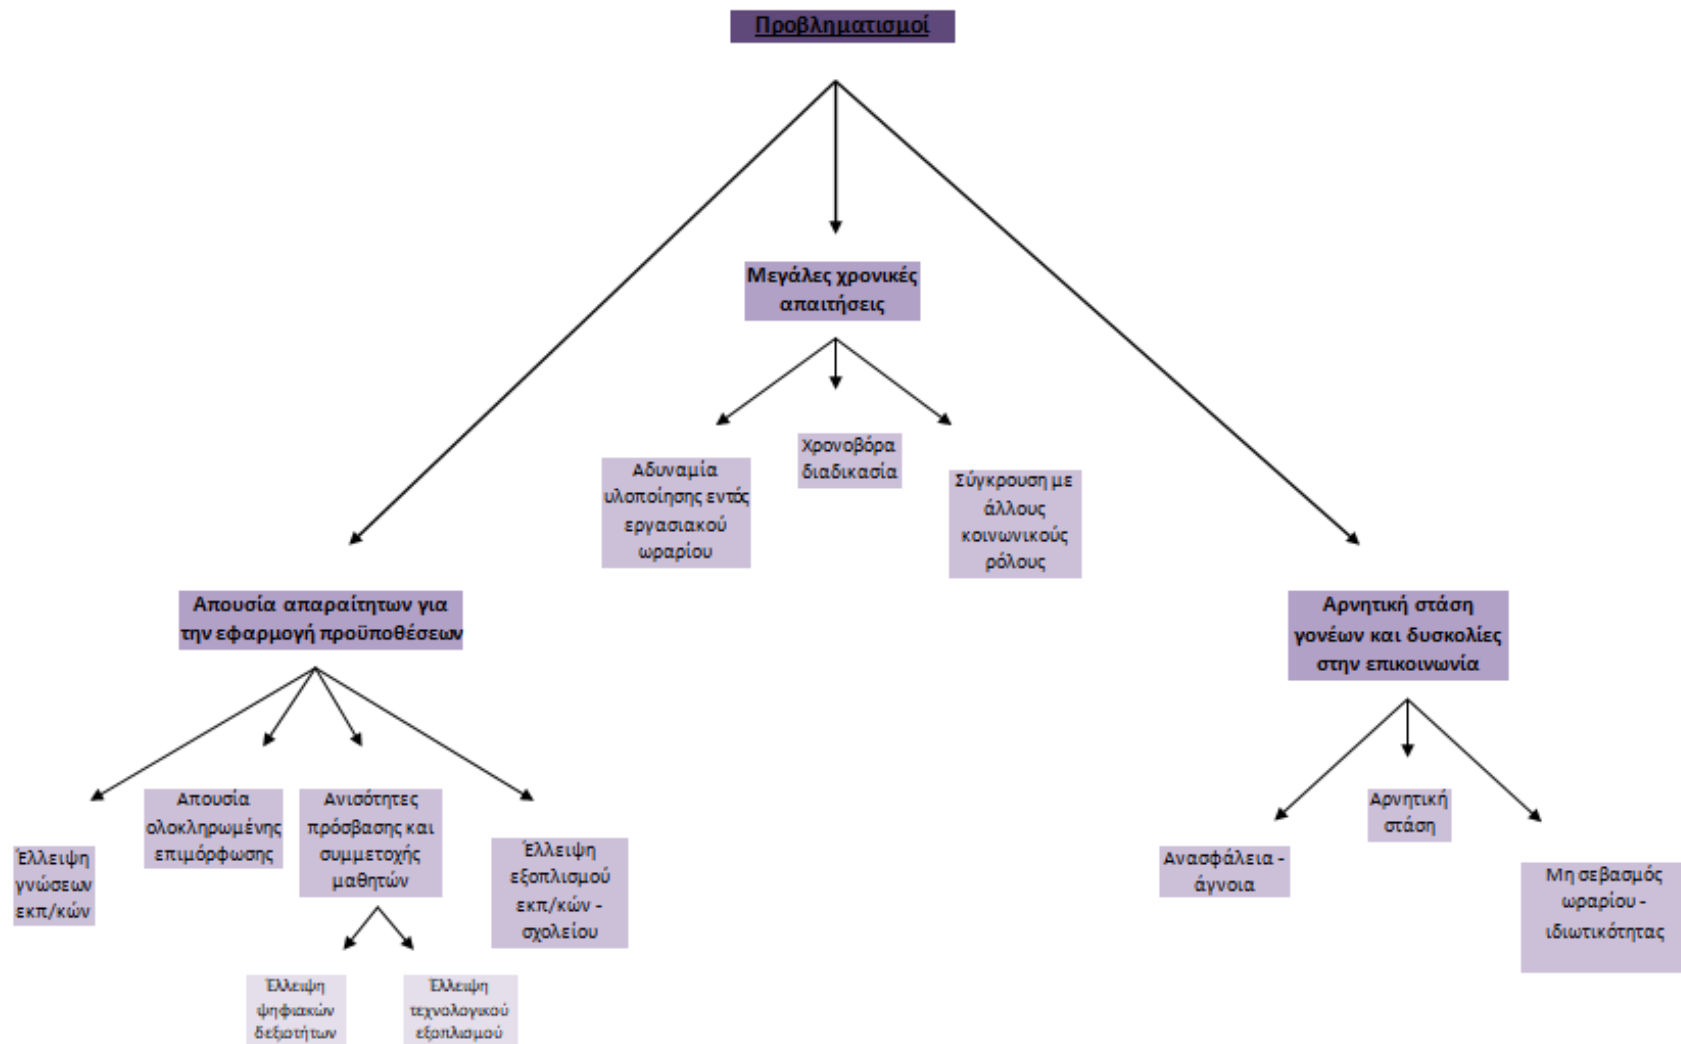 Προβληματισμοί
Μεγάλες χρονικές
απαιτήσεις
Αδυναμία
υλοποίησης εντός
εργασιακού
ωραρίου
Χρονοβόρα
διαδικασία
Σύγκρουση με
άλλους
κοινωνικούς
ρόλους
Απουσία απαραίτητων για
την εφαρμογή προϋποθέσεων
Έλλειψη
γνώσεων
εκπ/κών
Απουσία
ολοκληρωμένης
επιμόρφωσης
Ανισότητες
πρόσβασης και
συμμετοχής
μαθητών
Έλλειψη
ψηφιακών
δεξιοτήτων
Έλλειψη
τεχνολογικού
εξοπλισμού
Έλλειψη
εξοπλισμού
εκπ/κών -
σχολείου
Αρνητική στάση
γονέων και δυσκολίες
στην επικοινωνία
Ανασφάλεια -
άγνοια
Αρνητική
στάση
Μη σεβασμός
ωραρίου -
ιδιωτικότητας